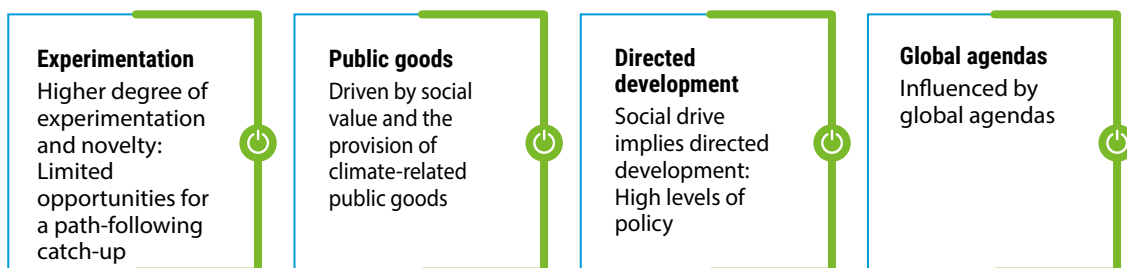 Experimentation
Higher degree of
experimentation
and novelty:
Limited
opportunities for
a path-following
catch-up
Public goods
Driven by social
value and the
provision of
climate-related
public goods
Directed
development
Social drive
implies directed
development:
High levels of
policy
Global agendas
Influenced by
global agendas